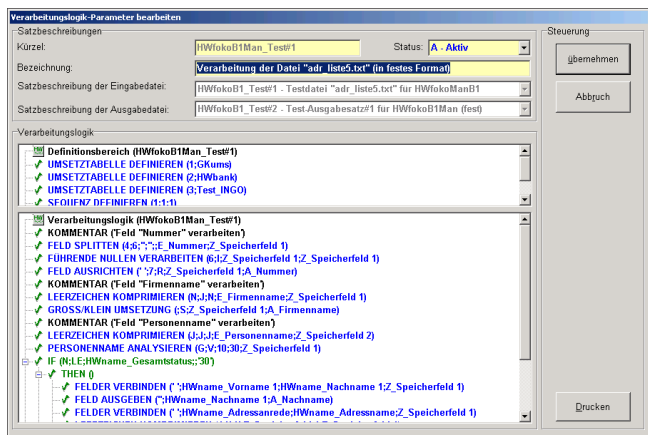 Verarbeitungslogik-Parameter bearbeiten
Satzbeschreibungen
Kürzel:
HWfokoB1Man_Test#1
Status:
A - Aktiv
Bezeichnung:
Verarbeitung der Datei "adr_liste5.txt" (in festes Format)
Satzbeschreibung der Eingabedatei:
HWfokoB1_Test#1 - Testdatei "adr_liste5.txt" für HWfokoManB1
Satzbeschreibung der Ausgabedatei:
HWfokoB1_Test#2 - Test-Ausgabesatz#1 für HWfokoB1Man (fest)
Steuerung
übernehmen
Abbruch
Verarbeitungslogik
Definitionsbereich (HWfokoB1Man_Test#1)
UMSETZTABELLE DEFINIEREN (1;GKums)
UMSETZTABELLE DEFINIEREN (2;HWbank)
UMSETZTABELLE DEFINIEREN (3;Test_INGO)
SEQUENZ DEFINIEREN (1;1;1)
Verarbeitungslogik (HWfokoB1Man_Test#1)
KOMMENTAR ('Feld "Nummer" verarbeiten')
FELD SPLITTEN (4;6;";";;E_Nummer;Z_Speicherfeld 1)
FÜHRENDE NULLEN VERARBEITEN (6;I;Z_Speicherfeld 1;Z_Speicherfeld 1)
FELD AUSRICHTEN (' ';7;R;Z_Speicherfeld 1;A_Nummer)
KOMMENTAR ('Feld "Firmenname" verarbeiten')
LEERZEICHEN KOMPRIMIEREN (N;J;N;E_Firmenname;Z_Speicherfeld 1)
GROSS/KLEIN UMSETZUNG (;S;Z_Speicherfeld 1;A_Firmenname)
KOMMENTAR ('Feld "Personenname" verarbeiten')
LEERZEICHEN KOMPRIMIEREN (J;J;J;E_Personenname;Z_Speicherfeld 2)
PERSONENNAME ANALYSIEREN (G;V;10;30;Z_Speicherfeld 1)
IF (N;LE;HWname_Gesamtstatus;;'30')
THEN ()
FELDER VERBINDEN (' ';HWname_Vorname 1;HWname_Nachname 1;Z_Speicherfeld 1)
FELD AUSGEBEN ('';HWname_Nachname 1;A_Nachname)
FELDER VERBINDEN (' ';HWname_Adressanrede;HWname_Adressname;Z_Speicherfeld 1)
Drucken